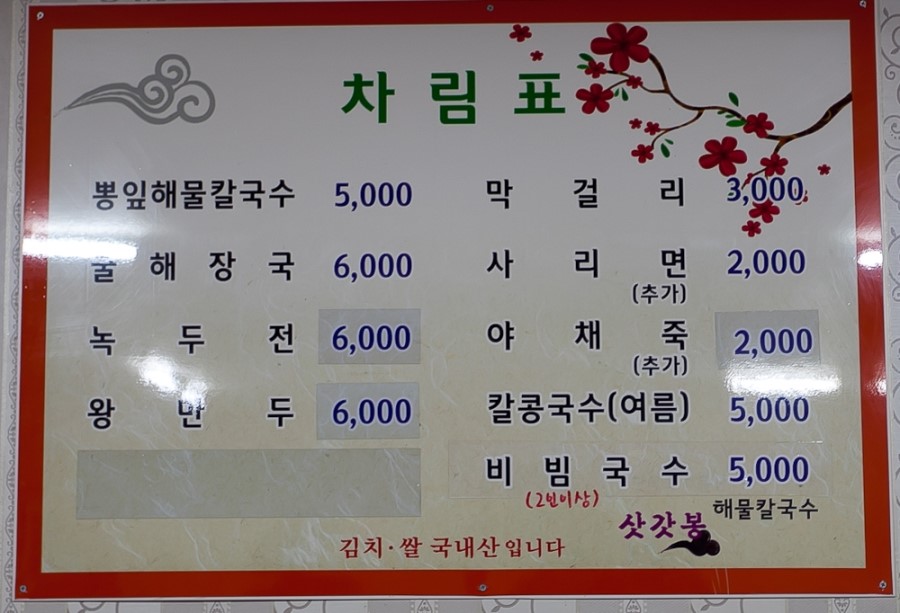 차림표
뽕잎해물칼국수 5,000
해장국 6,000
녹두전 6,000
왕만두 6,000
막걸리 3,000
사리면 2,000
(추가)
야채죽 2,000
(추가)
칼콩국수(여름) 5,000
비빔국수 5,000
(2인이상)
삿갓봉 해물칼국수
김치·쌀 국내산입니다